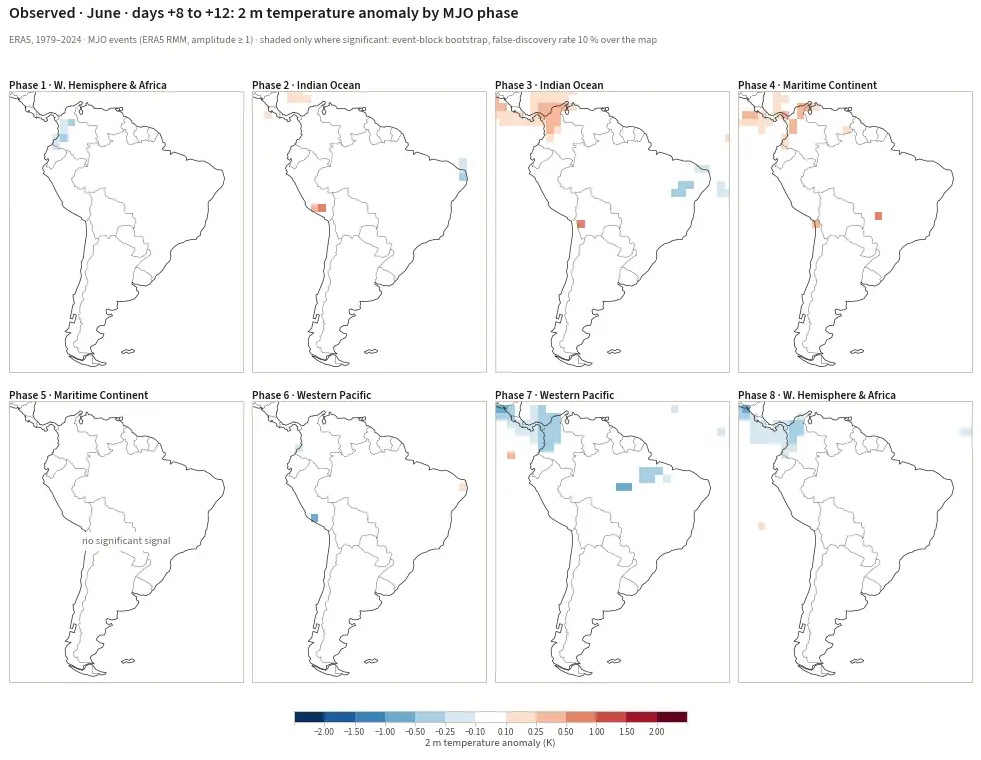 Observed · June · days +8 to +12: 2 m temperature anomaly by MJO phase
ERA5, 1979–2024 · MJO events (ERA5 RMM, amplitude ≥ 1) · shaded only where significant: event-block bootstrap, false-discovery rate 10 % over the map
Phase 1 · W. Hemisphere & Africa
Phase 2 · Indian Ocean
Phase 3 · Indian Ocean
Phase 4 · Maritime Continent
Phase 5 · Maritime Continent
Phase 6 · Western Pacific
Phase 7 · Western Pacific
Phase 8 · W. Hemisphere & Africa
no significant signal
−2.00 −1.50 −1.00 −0.50 −0.25 −0.10 0.10 0.25 0.50 1.00 1.50 2.00
2 m temperature anomaly (K)